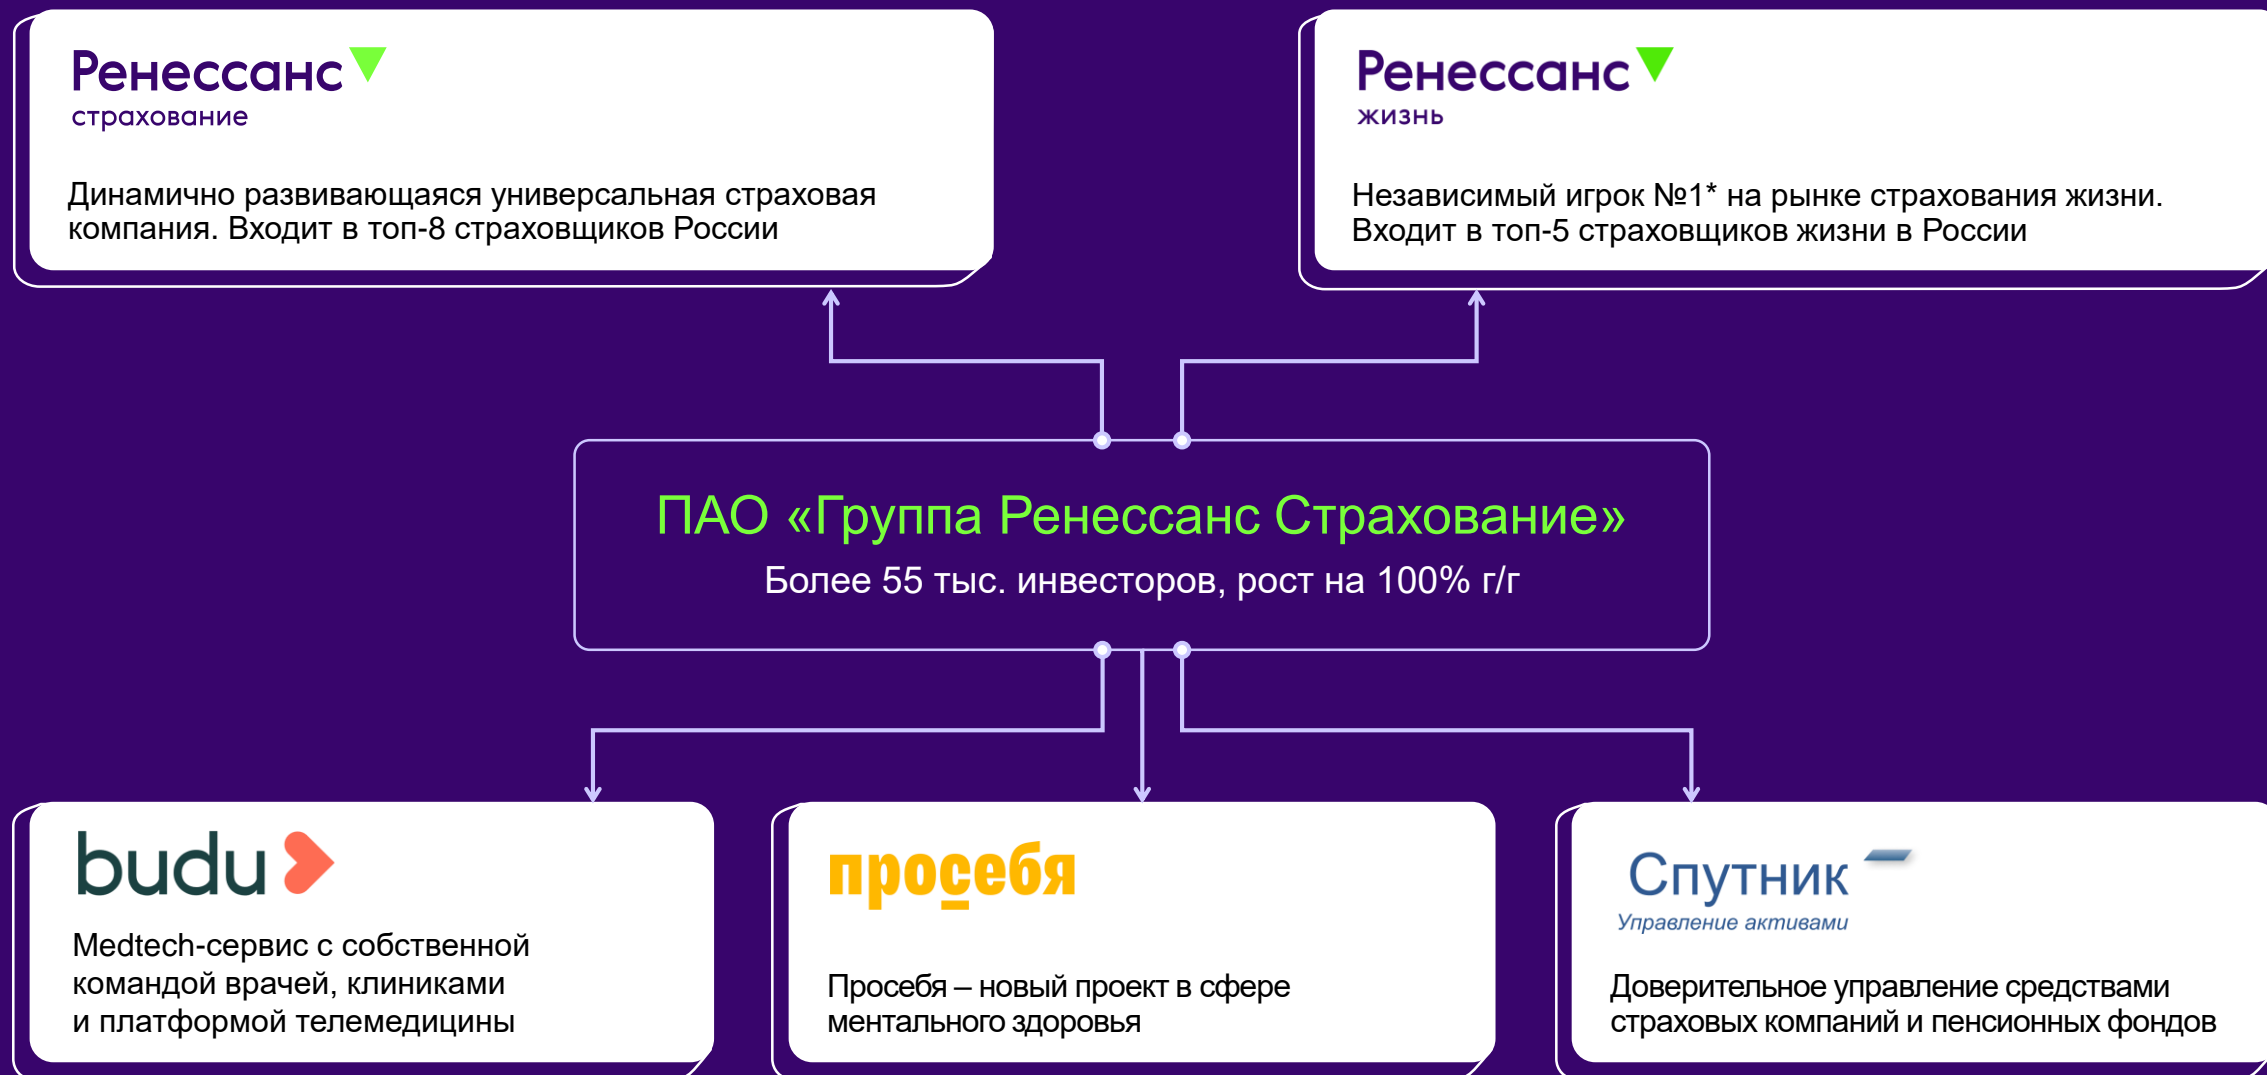 Ренессанс
страхование
Динамично развивающаяся универсальная страховая
компания. Входит в топ-8 страховщиков России
Ренессанс
жизнь
Независимый игрок №1* на рынке страхования жизни.
Входит в топ-5 страховщиков жизни в России
ПАО «Группа Ренессанс Страхование»
Более 55 тыс. инвесторов, рост на 100% г/г
budu
Medtech-сервис с собственной
командой врачей, клиниками
и платформой телемедицины
просебя
Просебя – новый проект в сфере
ментального здоровья
Спутник
Управление активами
Доверительное управление средствами
страховых компаний и пенсионных фондов